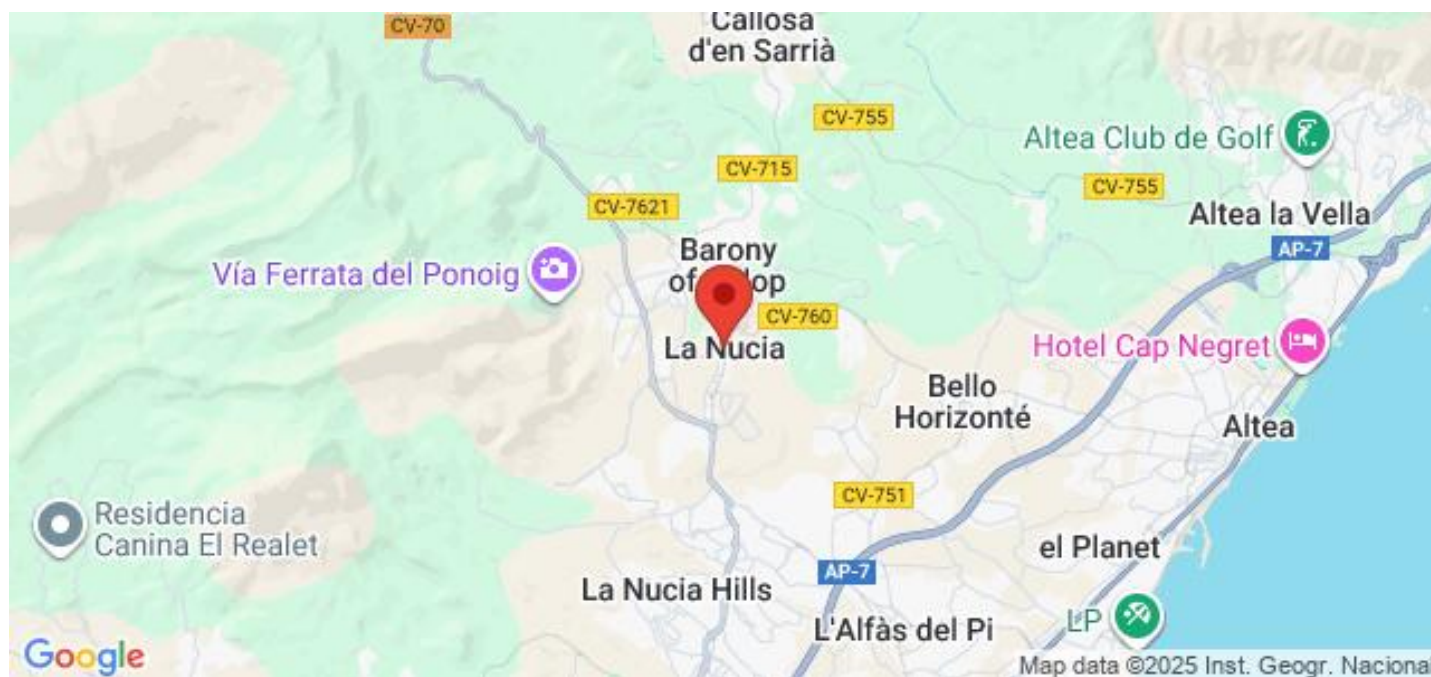 CV-70
Callosa
d'en Sarrià
CV-755
Altea Club de Golf
CV-715
CV-755
CV-7621
Altea la Vella
Barony
AP-7
Vía Ferrata del Ponoig
CV-760
La Nucia
Hotel Cap Negret
Bello
Horizonté
Altea
CV-751
Residencia
Canina El Realet
el Planet
AP-7
La Nucia Hills
L'Alfàs del Pi
LP
Google
Map data ©2025 Inst. Geogr. Nacional